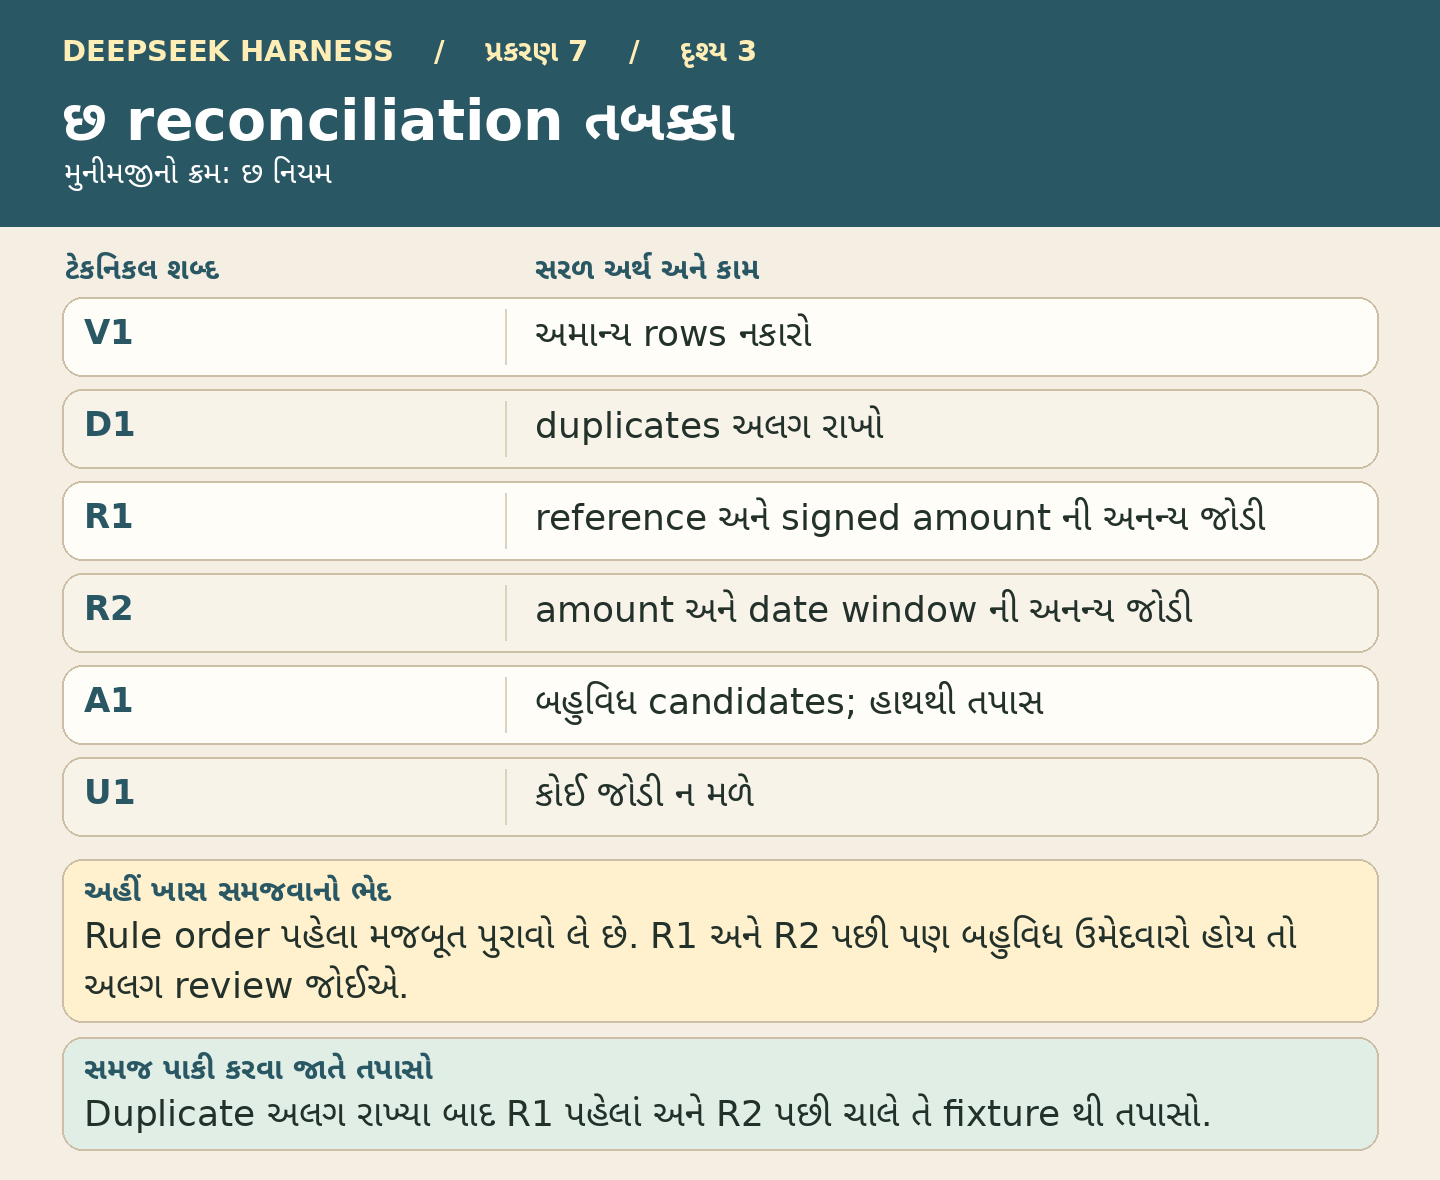 DEEPSEEK HARNESS / પ્રકરણ 7 / દૃશ્ય 3
છ reconciliation તબક્કા
મુનીમજીનો ક્રમ: છ નિયમ
ટેકનિકલ શબ્દ સરળ અર્થ અને કામ
V1 અમાન્ય rows નકારો
D1 duplicates અલગ રાખો
R1 reference અને signed amount ની અનન્ય જોડી
R2 amount અને date window ની અનન્ય જોડી
A1 બહુવિધ candidates; હાથથી તપાસ
U1 કોઈ જોડી ન મળે
અહીં ખાસ સમજવાનો ભેદ
Rule order પહેલા મજબૂત પુરાવો લે છે. R1 અને R2 પછી પણ બહુવિધ ઉમેદવારો હોય તો
અલગ review જોઈએ.
સમજ પાકી કરવા જાતે તપાસો
Duplicate અલગ રાખ્યા બાદ R1 પહેલાં અને R2 પછી ચાલે તે fixture થી તપાસો.